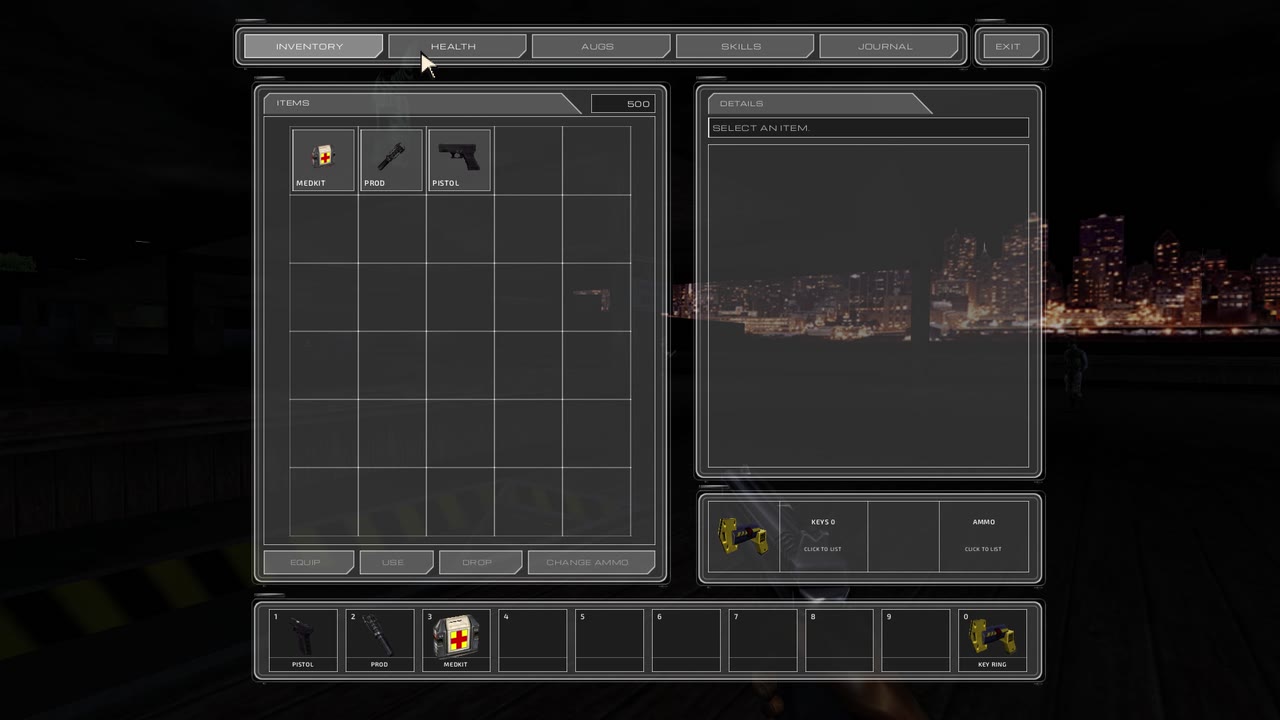 INVENTORY
HEALTH
AUGS
SKILLS
JOURNAL
EXIT
ITEMS
500
MEDKIT
PROD
PISTOL
EQUIP
USE
DROP
CHANGE AMMO
DETAILS
SELECT AN ITEM.
KEYS 0
CLICK TO LIST
AMMO
CLICK TO LIST
1
PISTOL
2
PROD
3
MEDKIT
4
5
6
7
8
9
0
KEY RING